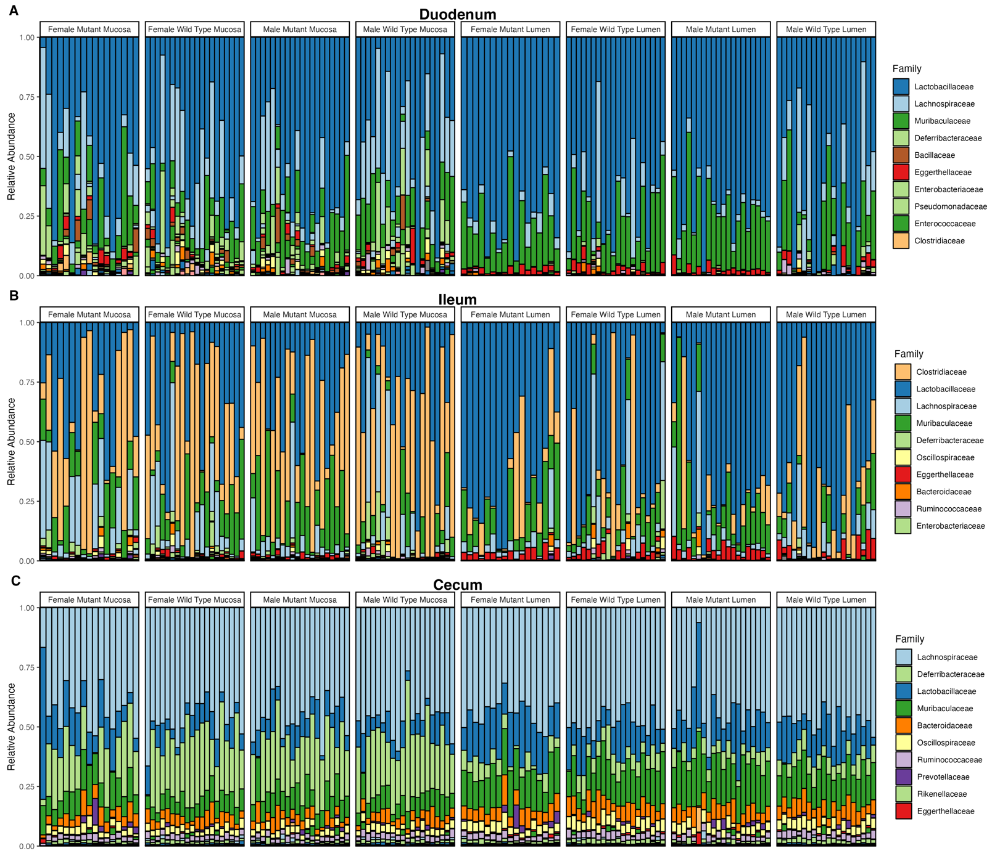 A
Duodenum
Female Mutant Mucosa
Female Wild Type Mucosa
Male Mutant Mucosa
Male Wild Type Mucosa
Female Mutant Lumen
Female Wild Type Lumen
Male Mutant Lumen
Male Wild Type Lumen
Relative Abundance
1.00
0.75
0.50
0.25
0.00
Family
Lactobacillaceae
Lachnospiraceae
Muribaculaceae
Deferribacteraceae
Bacillaceae
Eggerthellaceae
Enterobacteriaceae
Pseudomonadaceae
Enterococcaceae
Clostridiaceae
B
Ileum
Female Mutant Mucosa
Female Wild Type Mucosa
Male Mutant Mucosa
Male Wild Type Mucosa
Female Mutant Lumen
Female Wild Type Lumen
Male Mutant Lumen
Male Wild Type Lumen
Relative Abundance
1.00
0.75
0.50
0.25
0.00
Family
Clostridiaceae
Lactobacillaceae
Lachnospiraceae
Muribaculaceae
Deferribacteraceae
Oscillospiraceae
Eggerthellaceae
Bacteroidaceae
Ruminococcaceae
Enterobacteriaceae
C
Cecum
Female Mutant Mucosa
Female Wild Type Mucosa
Male Mutant Mucosa
Male Wild Type Mucosa
Female Mutant Lumen
Female Wild Type Lumen
Male Mutant Lumen
Male Wild Type Lumen
Relative Abundance
1.00
0.75
0.50
0.25
0.00
Family
Lachnospiraceae
Deferribacteraceae
Lactobacillaceae
Muribaculaceae
Bacteroidaceae
Oscillospiraceae
Ruminococcaceae
Prevotellaceae
Rikenellaceae
Eggerthellaceae